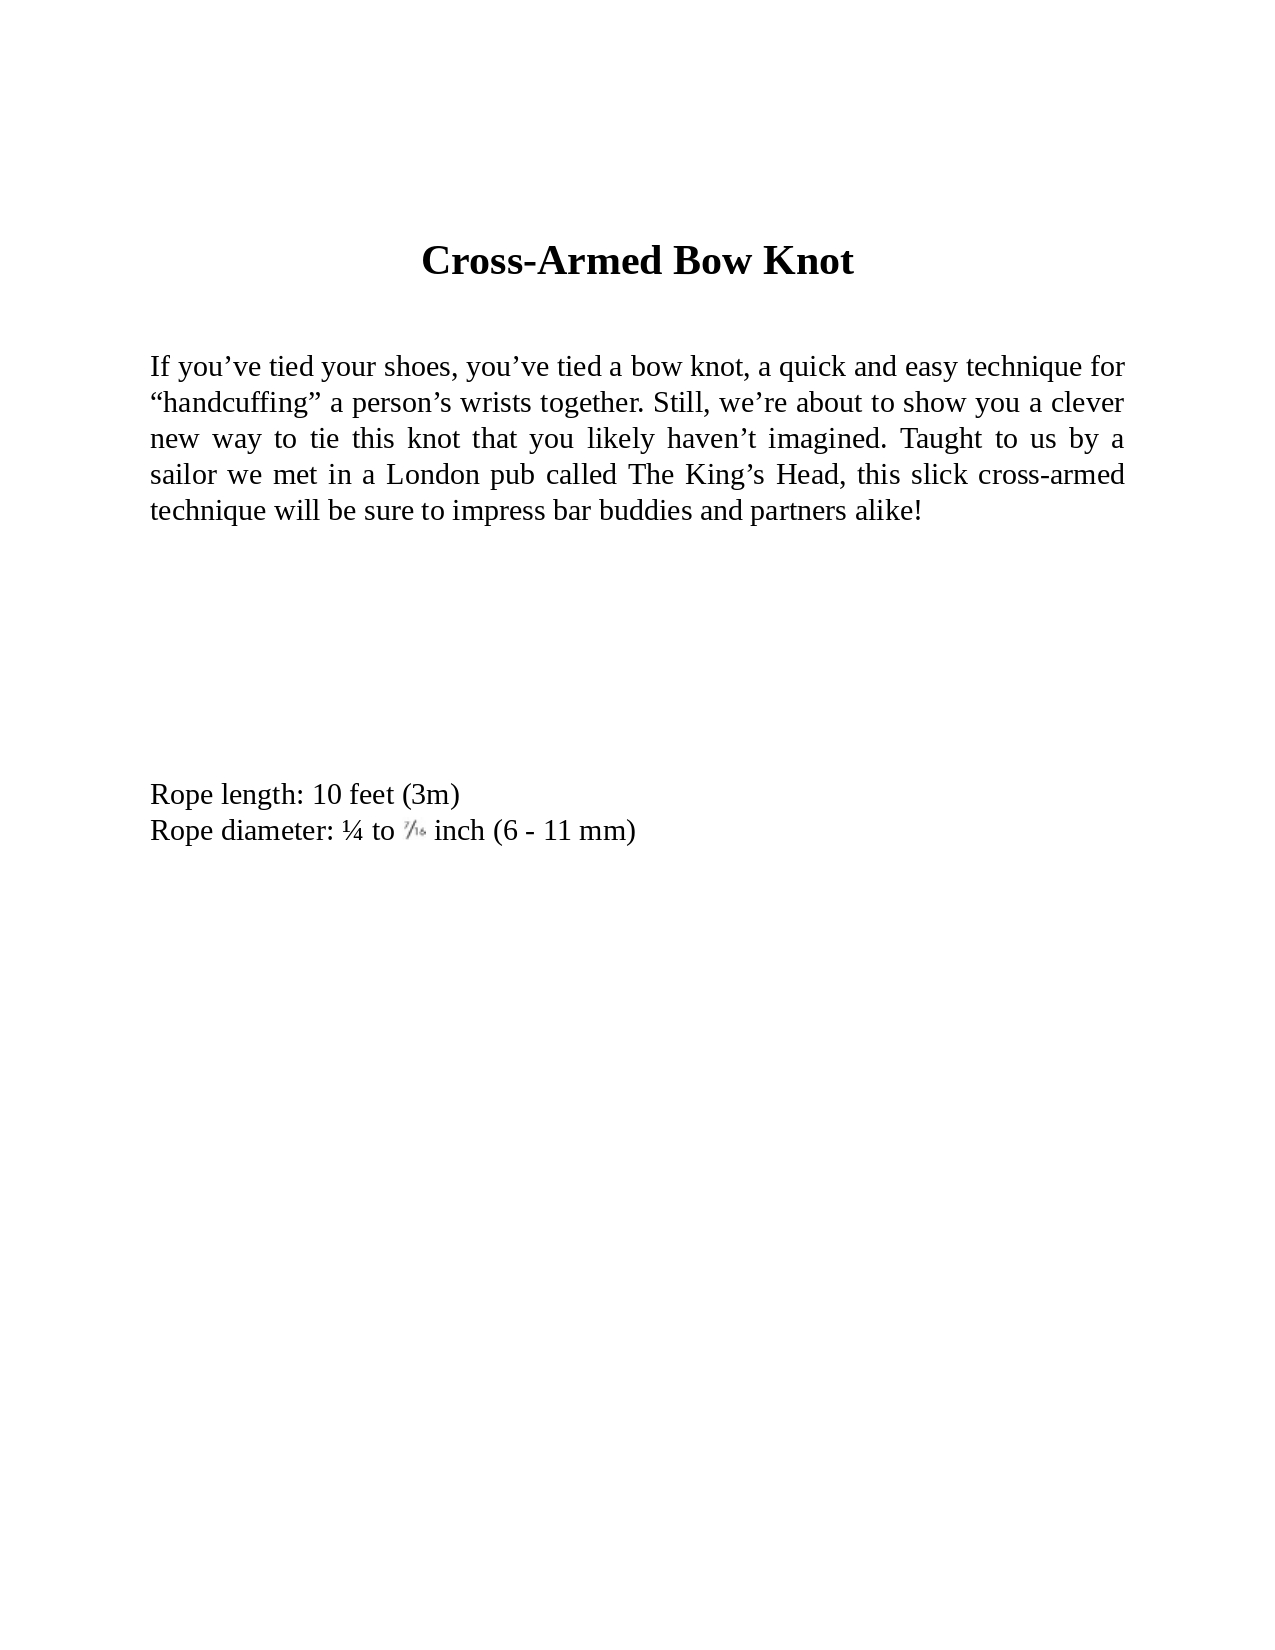 Cross-Armed Bow Knot
If you’ve tied your shoes, you’ve tied a bow knot, a quick and easy technique for
“handcuffing” a person’s wrists together. Still, we’re about to show you a clever
new way to tie this knot that you likely haven’t imagined. Taught to us by a
sailor we met in a London pub called The King’s Head, this slick cross-armed
technique will be sure to impress bar buddies and partners alike!
Rope length: 10 feet (3m)
Rope diameter: ¼ to 7/16 inch (6 - 11 mm)